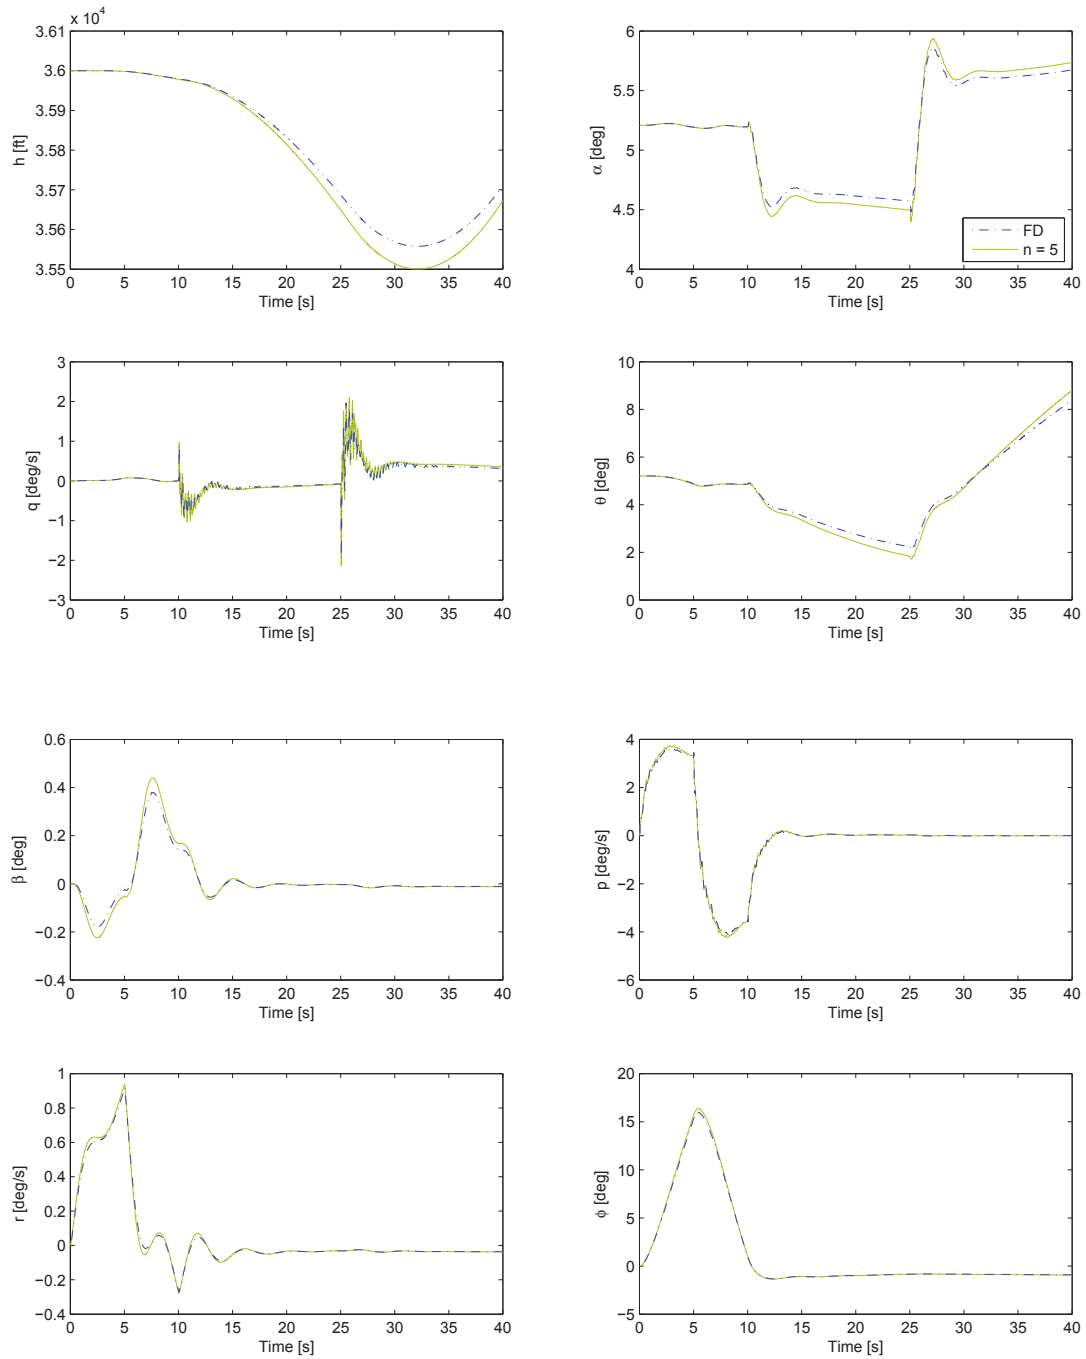 x 10⁴
3.61
3.6
3.59
3.58
3.57
3.56
3.55
h [ft]
0 5 10 15 20 25 30 35 40
Time [s]
6
5.5
5
4.5
4
α [deg]
FD
n = 5
0 5 10 15 20 25 30 35 40
Time [s]
3
2
1
0
−1
−2
−3
q [deg/s]
0 5 10 15 20 25 30 35 40
Time [s]
10
8
6
4
2
0
θ [deg]
0 5 10 15 20 25 30 35 40
Time [s]
0.6
0.4
0.2
0
−0.2
−0.4
β [deg]
0 5 10 15 20 25 30 35 40
Time [s]
4
2
0
−2
−4
−6
p [deg/s]
0 5 10 15 20 25 30 35 40
Time [s]
1
0.8
0.6
0.4
0.2
0
−0.2
−0.4
r [deg/s]
0 5 10 15 20 25 30 35 40
Time [s]
20
15
10
5
0
−5
ϕ [deg]
0 5 10 15 20 25 30 35 40
Time [s]